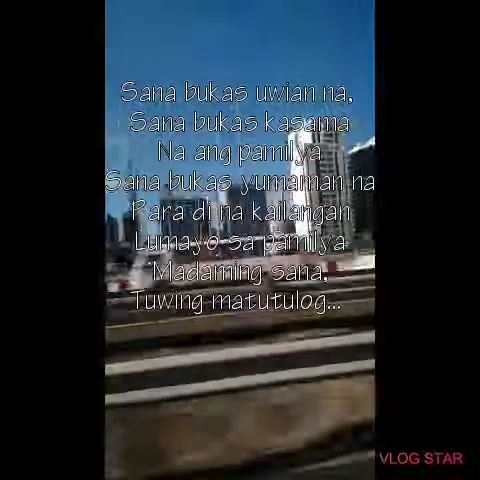 Sana bukas uwian na,
Sana bukas kasama
Na ang pamilya
Sana bukas yumaman na
Para di na kailangan
Lumayo sa pamilya
Madaming sana,
Tuwing matutulog...
VLOG STAR